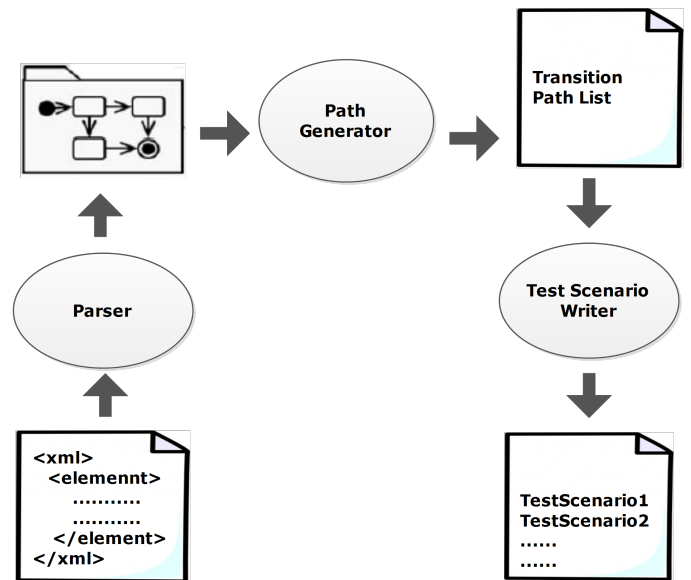 Path
Generator
Transition
Path List
Parser
Test Scenario
Writer
<xml>
<elemennt>
...........
...........
</element>
</xml>
TestScenario1
TestScenario2
......
......